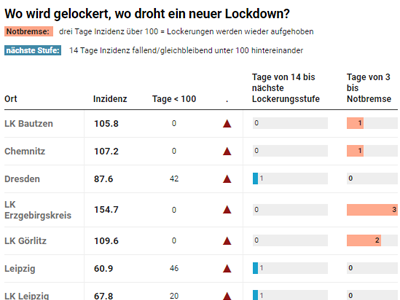 Wo wird gelockert, wo droht ein neuer Lockdown?
Notbremse: drei Tage Inzidenz über 100 = Lockerungen werden wieder aufgehoben
nächste Stufe: 14 Tage Inzidenz fallend/gleichbleibend unter 100 hintereinander
Ort Inzidenz Tage < 100 . Tage von 14 bis nächste Lockerungsstufe Tage von 3 bis Notbremse
LK Bautzen 105.8 0 ▲ 0 1
Chemnitz 107.2 0 ▲ 0 1
Dresden 87.6 42 ▲ 1 0
LK Erzgebirgskreis 154.7 0 ▲ 0 3
LK Görlitz 109.6 0 ▲ 0 2
Leipzig 60.9 46 ▲ 1 0
LK Leipzig 67.8 20 ▲ 1 0